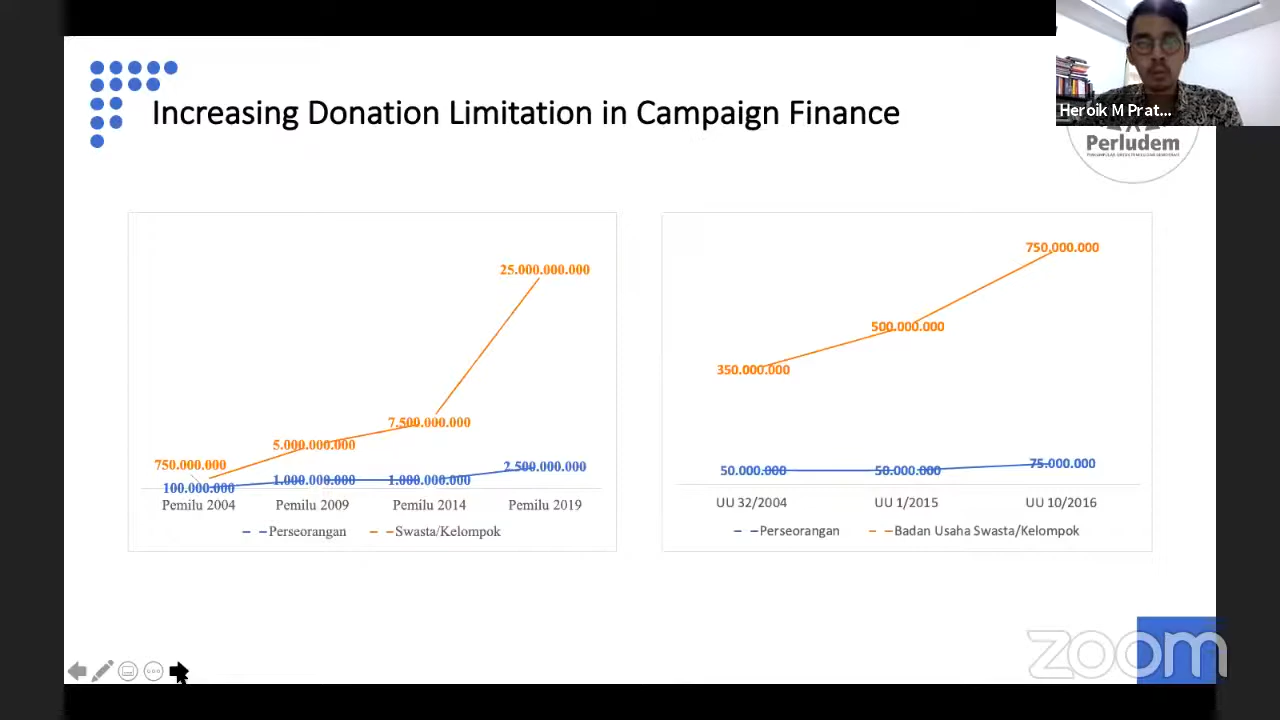 Increasing Donation Limitation in Campaign Finance
Heroik M Prat...
Perludem
25.000.000.000
7.500.000.000
5.000.000.000
750.000.000
2.500.000.000
1.000.000.000
1.000.000.000
100.000.000
Pemilu 2004 Pemilu 2009 Pemilu 2014 Pemilu 2019
Perseorangan Swasta/Kelompok
750.000.000
500.000.000
350.000.000
75.000.000
50.000.000
50.000.000
UU 32/2004 UU 1/2015 UU 10/2016
Perseorangan Badan Usaha Swasta/Kelompok
zoom